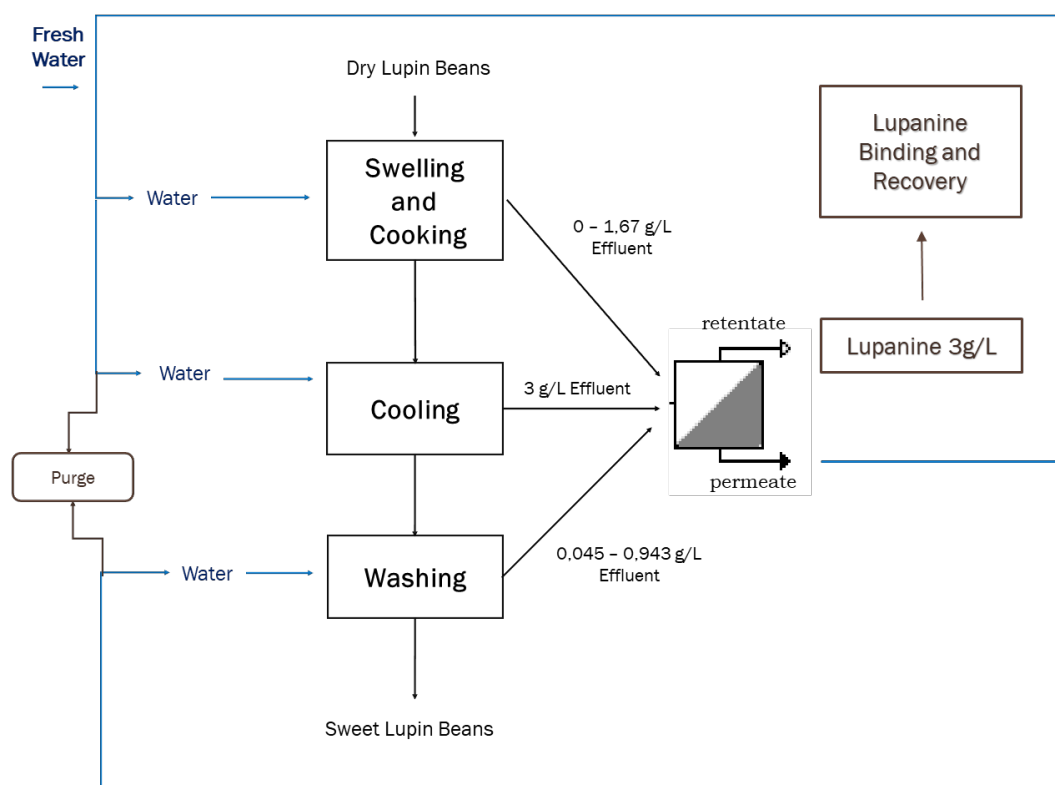 Fresh
Water
Dry Lupin Beans
Lupanine
Binding and
Recovery
Swelling
and
Cooking
Water
0 – 1,67 g/L
Effluent
retentate
Lupanine 3g/L
Water
Cooling
3 g/L Effluent
Purge
permeate
0,045 – 0,943 g/L
Effluent
Water
Washing
Sweet Lupin Beans